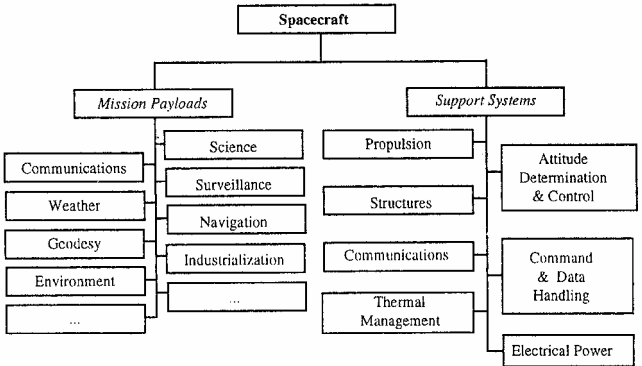 Spacecraft
Mission Payloads
Support Systems
Science
Communications
Surveillance
Weather
Navigation
Geodesy
Industrialization
Environment
...
...
Propulsion
Attitude
Determination
& Control
Structures
Communications
Command
& Data
Handling
Thermal
Management
Electrical Power